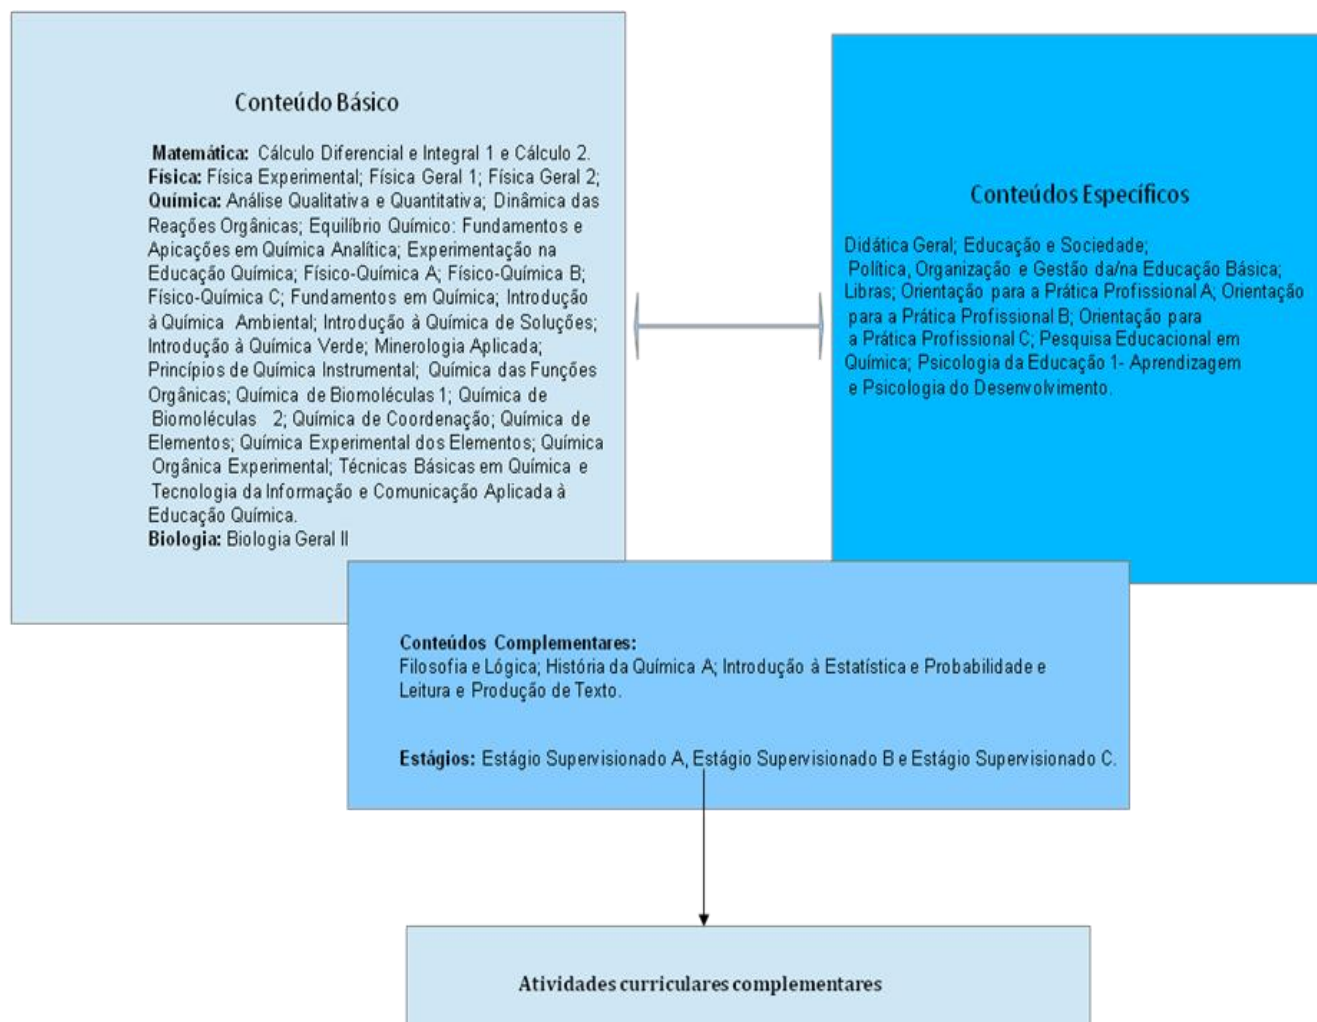 Conteúdo Básico
Matemática: Cálculo Diferencial e Integral 1 e Cálculo 2.
Física: Física Experimental; Física Geral 1; Física Geral 2;
Química: Análise Qualitativa e Quantitativa; Dinâmica das
Reações Orgânicas; Equilíbrio Químico: Fundamentos e
Apicações em Química Analítica; Experimentação na
Educação Química; Físico-Química A; Físico-Química B;
Físico-Química C; Fundamentos em Química; Introdução
à Química Ambiental; Introdução à Química de Soluções;
Introdução à Química Verde; Minerologia Aplicada;
Princípios de Química Instrumental; Química das Funções
Orgânicas; Química de Biomoléculas 1; Química de
Biomoléculas 2; Química de Coordenação; Química de
Elementos; Química Experimental dos Elementos; Química
Orgânica Experimental; Técnicas Básicas em Química e
Tecnologia da Informação e Comunicação Aplicada à
Educação Química.
Biologia: Biologia Geral II
Conteúdos Específicos
Didática Geral; Educação e Sociedade;
Política, Organização e Gestão da/na Educação Básica;
Libras; Orientação para a Prática Profissional A; Orientação
para a Prática Profissional B; Orientação para
a Prática Profissional C; Pesquisa Educacional em
Química; Psicologia da Educação 1- Aprendizagem
e Psicologia do Desenvolvimento.
Conteúdos Complementares:
Filosofia e Lógica; História da Química A; Introdução à Estatística e Probabilidade e
Leitura e Produção de Texto.
Estágios: Estágio Supervisionado A, Estágio Supervisionado B e Estágio Supervisionado C.
Atividades curriculares complementares